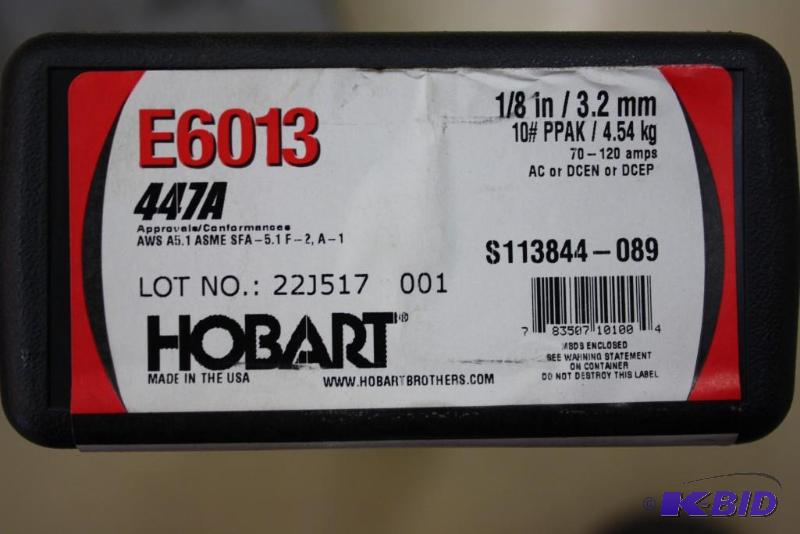 E6013
447A
Approvals/Conformances
AWS A5.1 ASME SFA-5.1 F-2, A-1
1/8 in / 3.2 mm
10# PPAK / 4.54 kg
70-120 amps
AC or DCEN or DCEP
S113844-089
LOT NO.: 22J517 001
HOBART®
MADE IN THE USA
WWW.HOBARTBROTHERS.COM
7 83507 10100 4
MSDS ENCLOSED
SEE WARNING STATEMENT
ON CONTAINER
DO NOT DESTROY THIS LABEL
© K-BID